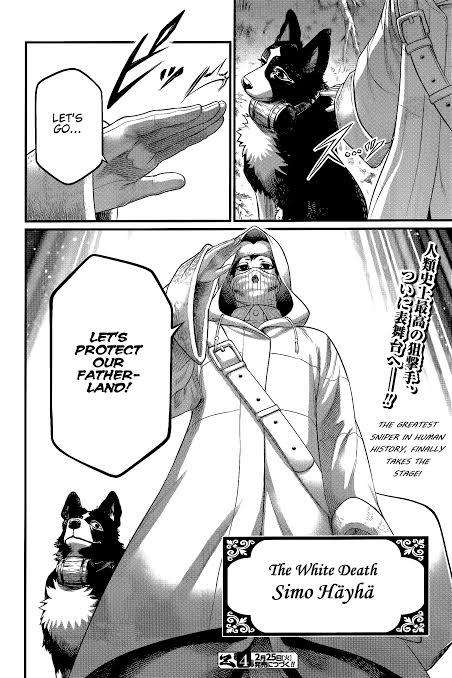 LET'S
GO...
人類史上最高の狙撃手、
ついに表舞台へ——!!
THE GREATEST
SNIPER IN HUMAN
HISTORY, FINALLY
TAKES THE
STAGE!
LET'S
PROTECT
OUR
FATHER-
LAND!
The White Death
Simo Häyhä
4
2月25日(火)
発売につづく!!